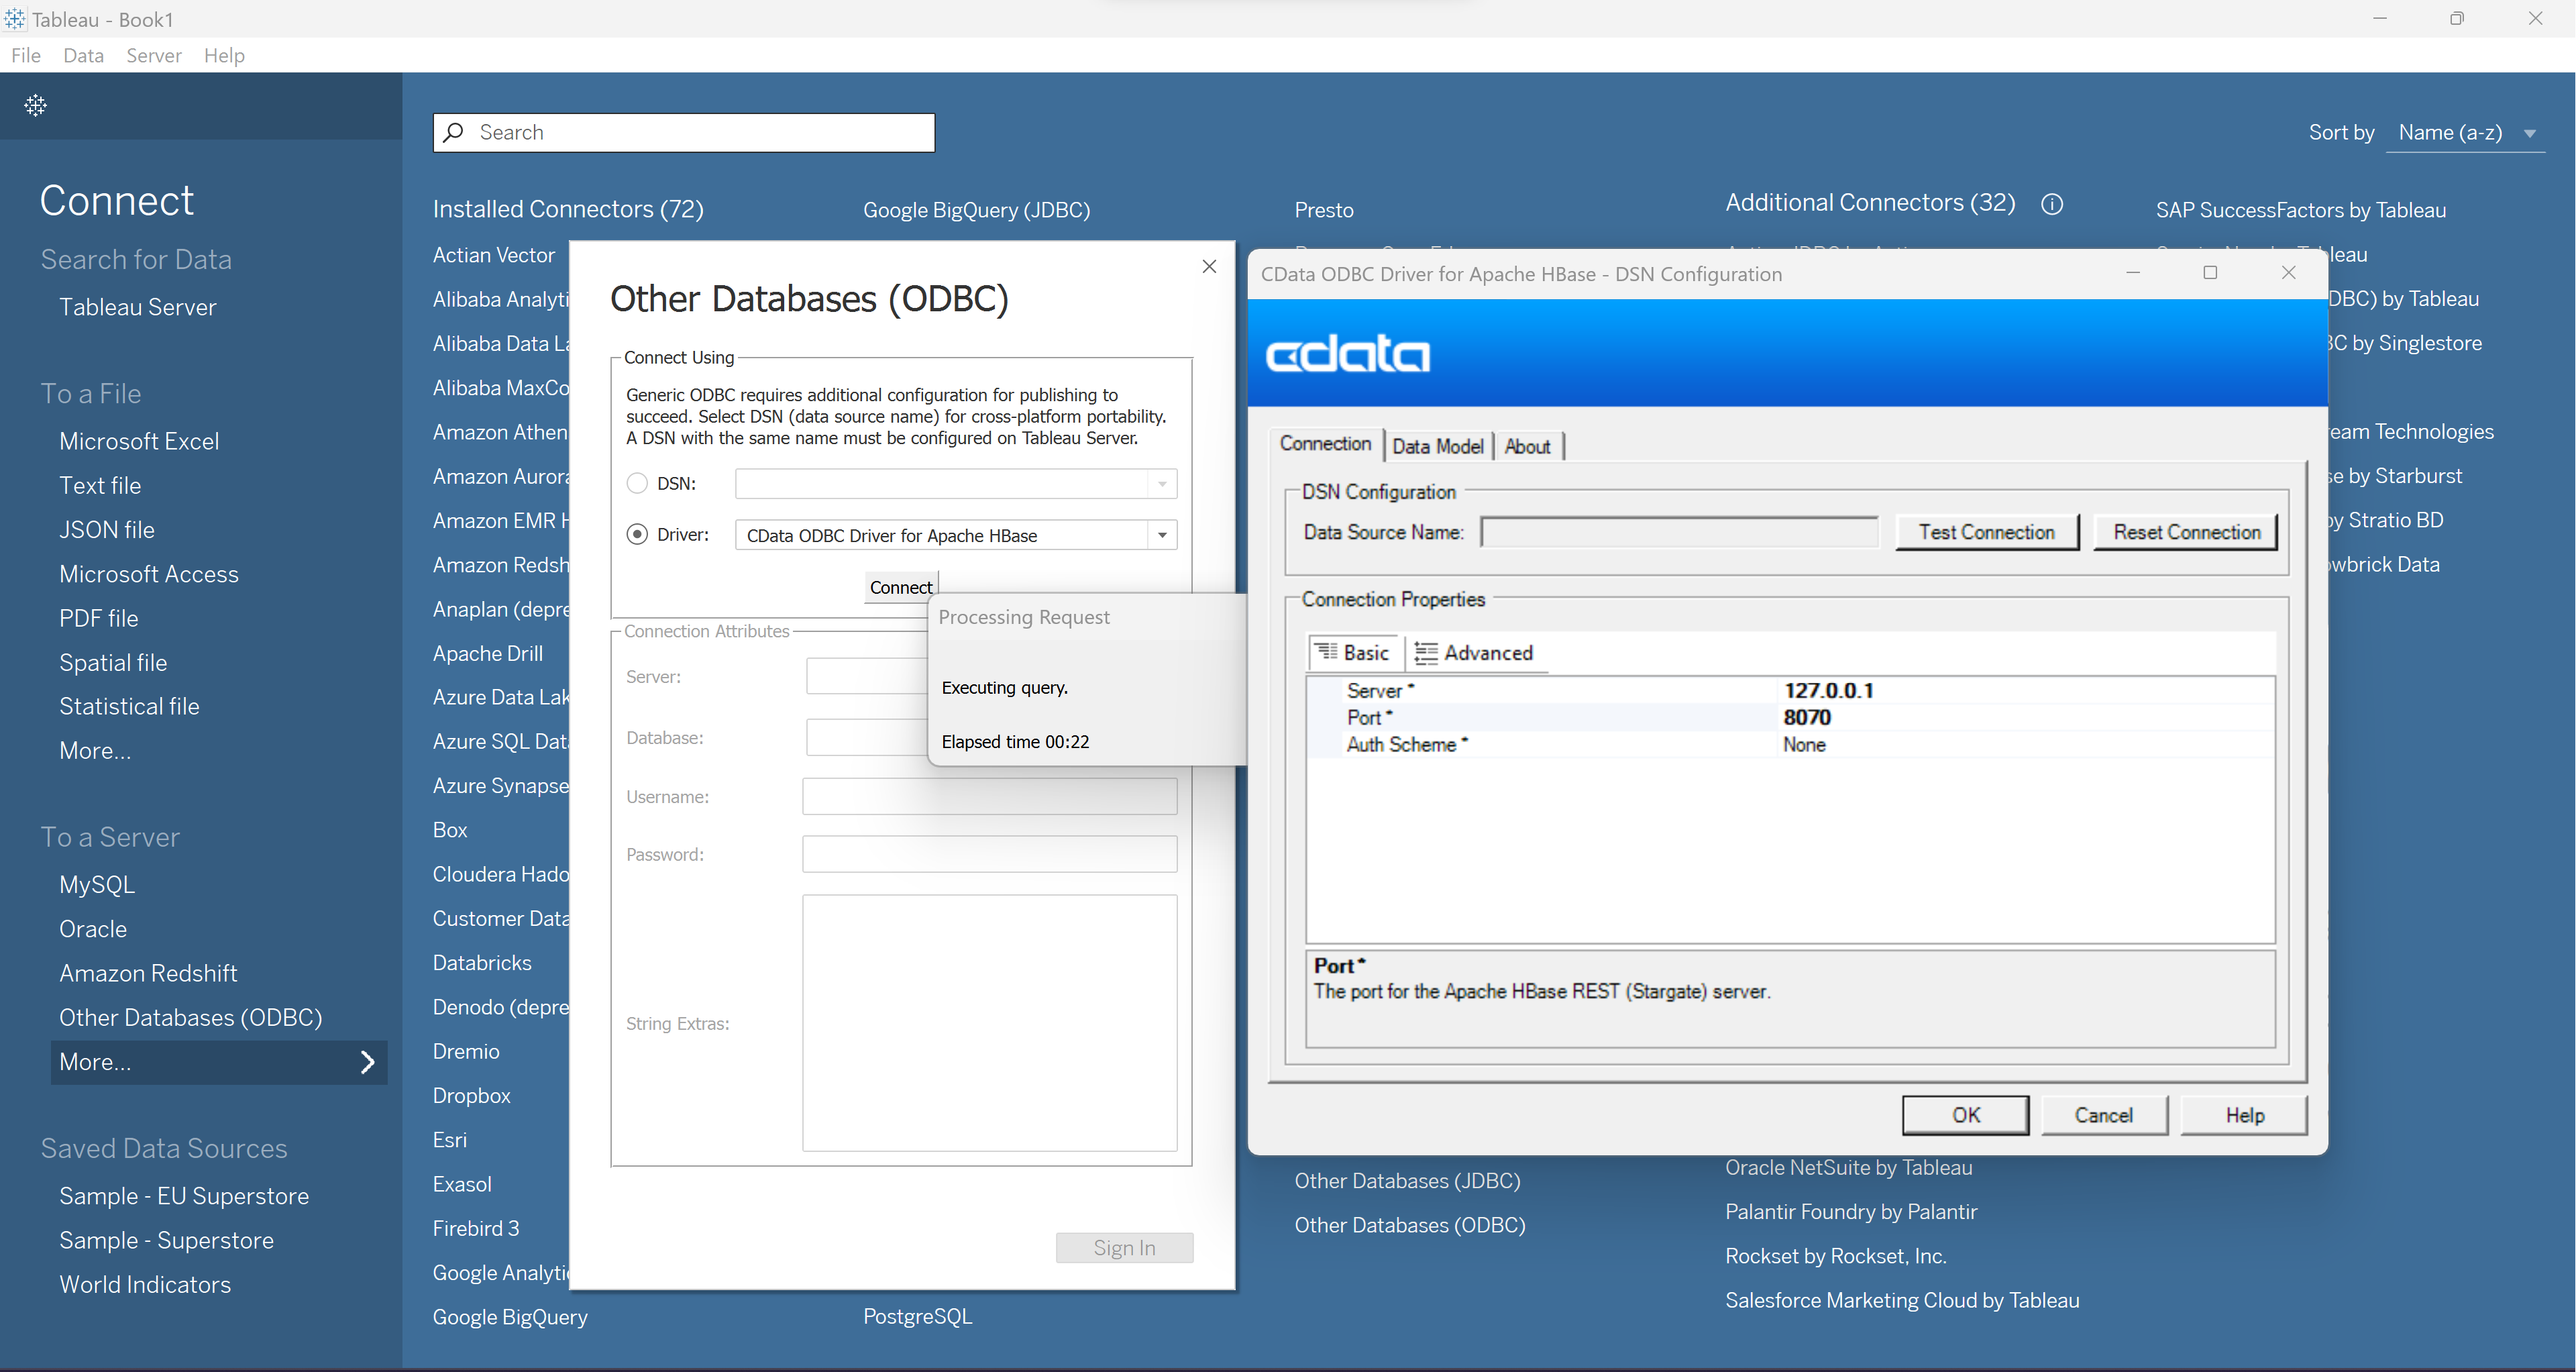 Tableau - Book1
File Data Server Help
Search
Sort by Name (a-z)
Connect
Search for Data
Tableau Server
To a File
Microsoft Excel
Text file
JSON file
Microsoft Access
PDF file
Spatial file
Statistical file
More...
To a Server
MySQL
Oracle
Amazon Redshift
Other Databases (ODBC)
More...
Saved Data Sources
Sample - EU Superstore
Sample - Superstore
World Indicators
Installed Connectors (72)
Actian Vector
Alibaba Analyti
Alibaba Data La
Alibaba MaxCo
Amazon Athen
Amazon Aurora
Amazon EMR H
Amazon Redsh
Anaplan (depre
Apache Drill
Azure Data Lak
Azure SQL Data
Azure Synapse
Box
Cloudera Hado
Customer Data
Databricks
Denodo (depre
Dremio
Dropbox
Esri
Exasol
Firebird 3
Google Analytic
Google BigQuery
Google BigQuery (JDBC)
PostgreSQL
Presto
Other Databases (JDBC)
Other Databases (ODBC)
Additional Connectors (32)
Oracle NetSuite by Tableau
Palantir Foundry by Palantir
Rockset by Rockset, Inc.
Salesforce Marketing Cloud by Tableau
SAP SuccessFactors by Tableau
leau
DBC) by Tableau
BC by Singlestore
ream Technologies
se by Starburst
by Stratio BD
owbrick Data
Other Databases (ODBC)
Connect Using
Generic ODBC requires additional configuration for publishing to
succeed. Select DSN (data source name) for cross-platform portability.
A DSN with the same name must be configured on Tableau Server.
DSN:
Driver: CData ODBC Driver for Apache HBase
Connect
Connection Attributes
Server:
Database:
Username:
Password:
String Extras:
Sign In
Processing Request
Executing query.
Elapsed time 00:22
CData ODBC Driver for Apache HBase - DSN Configuration
cdata
Connection Data Model About
DSN Configuration
Data Source Name: Test Connection Reset Connection
Connection Properties
Basic Advanced
Server * 127.0.0.1
Port * 8070
Auth Scheme * None
Port *
The port for the Apache HBase REST (Stargate) server.
OK Cancel Help